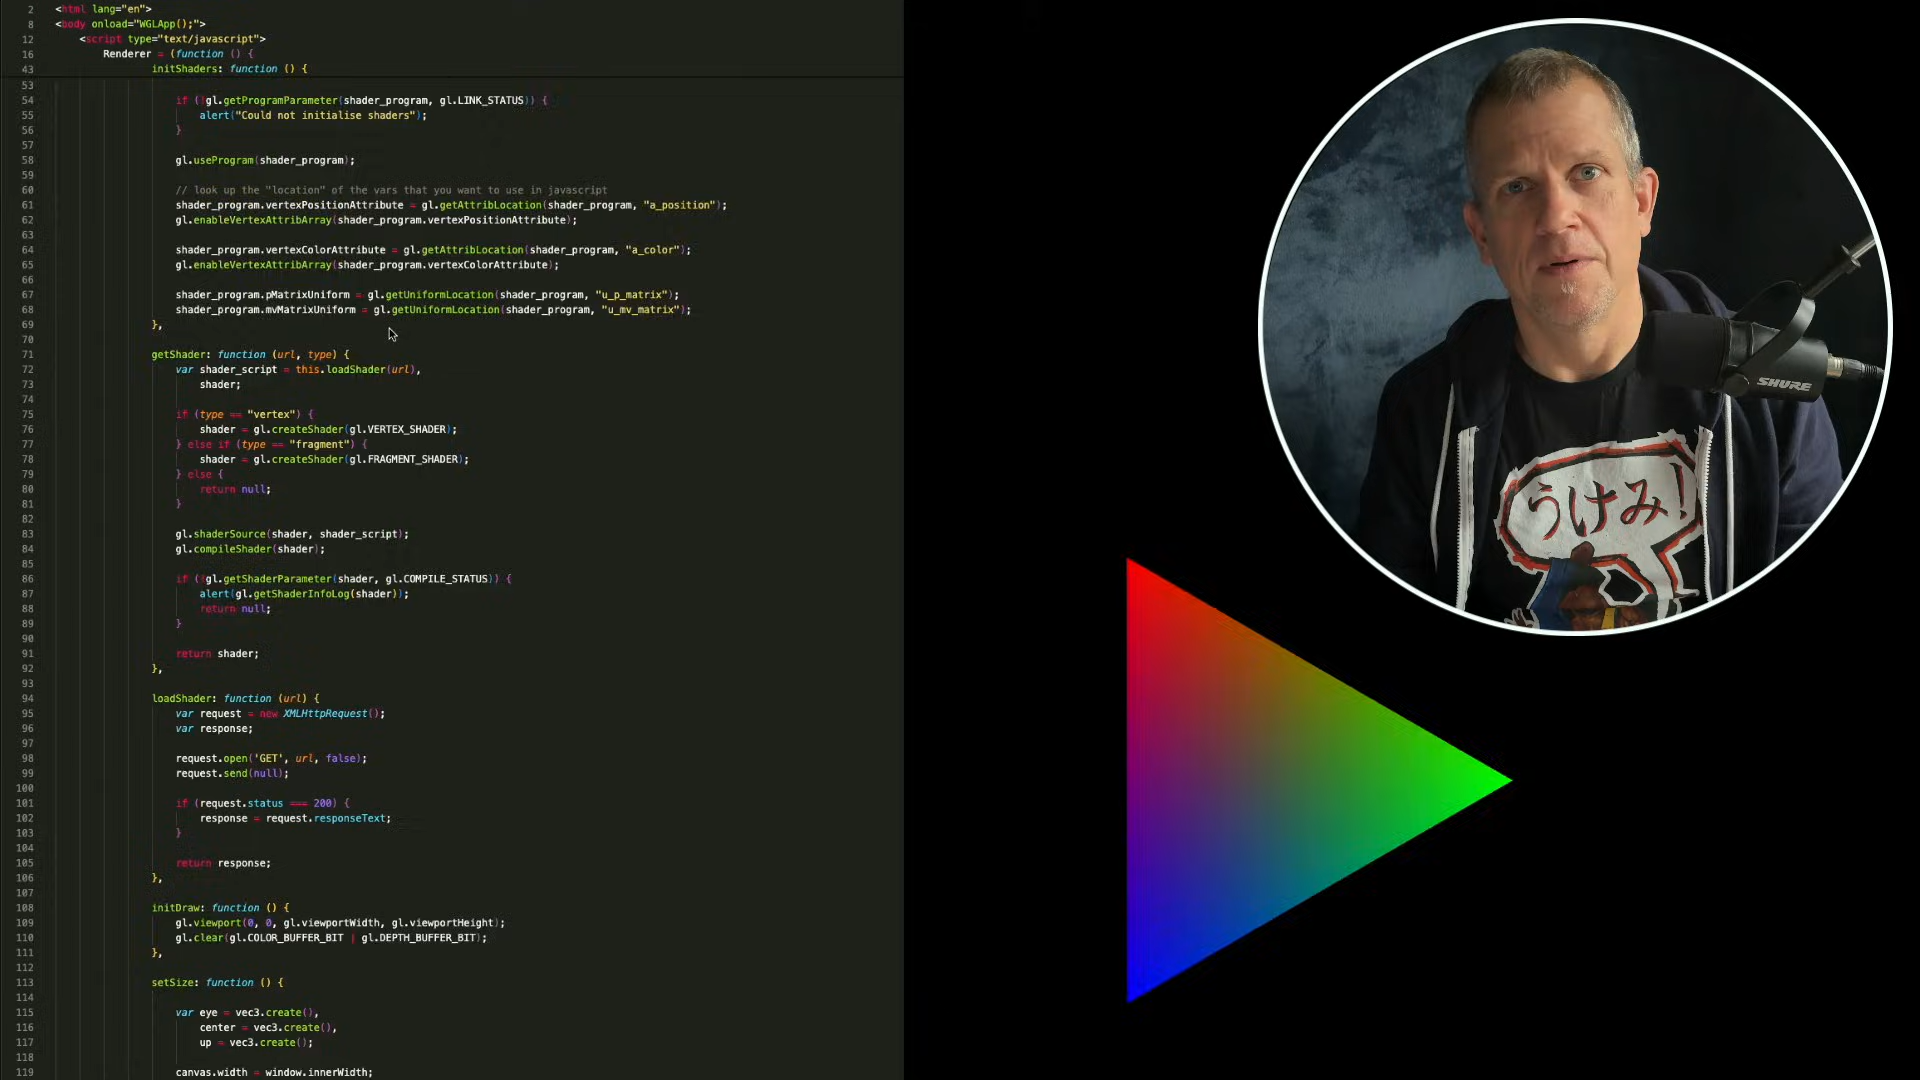 2 <html lang="en">
8 <body onload="WGLApp();">
12 <script type="text/javascript">
16 Renderer = (function () {
43 initShaders: function () {
53
54 if (!gl.getProgramParameter(shader_program, gl.LINK_STATUS)) {
55 alert("Could not initialise shaders");
56 }
57
58 gl.useProgram(shader_program);
59
60 // look up the "location" of the vars that you want to use in javascript
61 shader_program.vertexPositionAttribute = gl.getAttribLocation(shader_program, "a_position");
62 gl.enableVertexAttribArray(shader_program.vertexPositionAttribute);
63
64 shader_program.vertexColorAttribute = gl.getAttribLocation(shader_program, "a_color");
65 gl.enableVertexAttribArray(shader_program.vertexColorAttribute);
66
67 shader_program.pMatrixUniform = gl.getUniformLocation(shader_program, "u_p_matrix");
68 shader_program.mvMatrixUniform = gl.getUniformLocation(shader_program, "u_mv_matrix");
69 },
70
71 getShader: function (url, type) {
72 var shader_script = this.loadShader(url),
73 shader;
74
75 if (type == "vertex") {
76 shader = gl.createShader(gl.VERTEX_SHADER);
77 } else if (type == "fragment") {
78 shader = gl.createShader(gl.FRAGMENT_SHADER);
79 } else {
80 return null;
81 }
82
83 gl.shaderSource(shader, shader_script);
84 gl.compileShader(shader);
85
86 if (!gl.getShaderParameter(shader, gl.COMPILE_STATUS)) {
87 alert(gl.getShaderInfoLog(shader));
88 return null;
89 }
90
91 return shader;
92 },
93
94 loadShader: function (url) {
95 var request = new XMLHttpRequest();
96 var response;
97
98 request.open('GET', url, false);
99 request.send(null);
100
101 if (request.status === 200) {
102 response = request.responseText;
103 }
104
105 return response;
106 },
107
108 initDraw: function () {
109 gl.viewport(0, 0, gl.viewportWidth, gl.viewportHeight);
110 gl.clear(gl.COLOR_BUFFER_BIT | gl.DEPTH_BUFFER_BIT);
111 },
112
113 setSize: function () {
114
115 var eye = vec3.create(),
116 center = vec3.create(),
117 up = vec3.create();
118
119 canvas.width = window.innerWidth;
SHURE
うけみ!